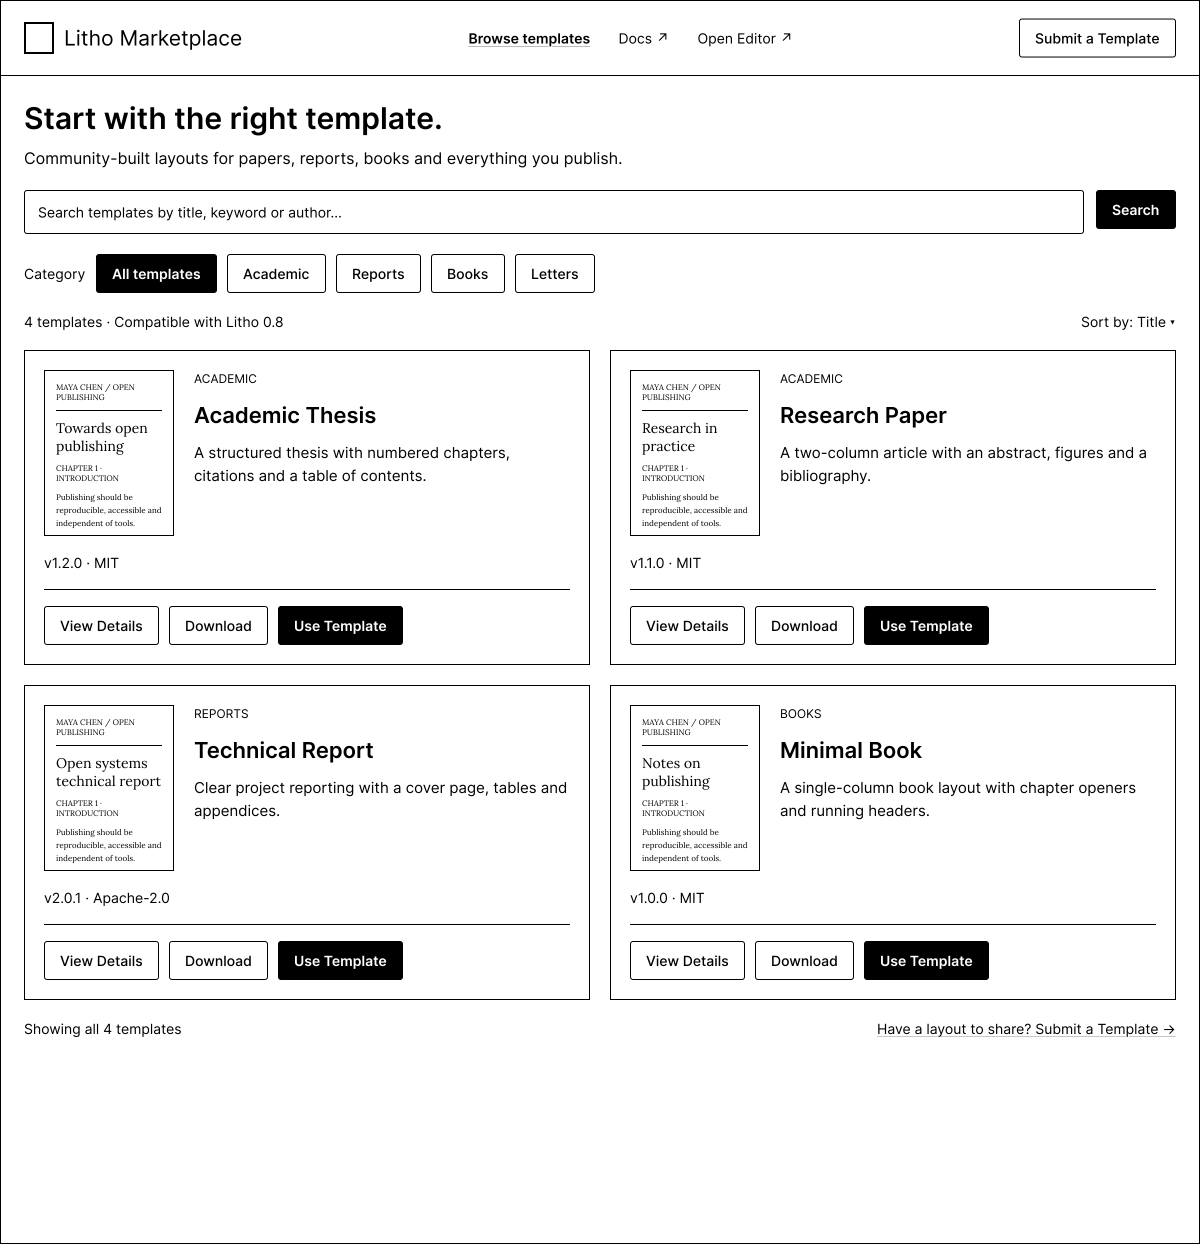 Litho Marketplace
Browse templates
Docs ↗
Open Editor ↗
Submit a Template
Start with the right template.
Community-built layouts for papers, reports, books and everything you publish.
Search templates by title, keyword or author...
Search
Category
All templates
Academic
Reports
Books
Letters
4 templates · Compatible with Litho 0.8
Sort by: Title ▾
MAYA CHEN / OPEN
PUBLISHING
Towards open
publishing
CHAPTER 1 ·
INTRODUCTION
Publishing should be
reproducible, accessible and
independent of tools.
ACADEMIC
Academic Thesis
A structured thesis with numbered chapters,
citations and a table of contents.
v1.2.0 · MIT
View Details
Download
Use Template
MAYA CHEN / OPEN
PUBLISHING
Research in
practice
CHAPTER 1 ·
INTRODUCTION
Publishing should be
reproducible, accessible and
independent of tools.
ACADEMIC
Research Paper
A two-column article with an abstract, figures and a
bibliography.
v1.1.0 · MIT
View Details
Download
Use Template
MAYA CHEN / OPEN
PUBLISHING
Open systems
technical report
CHAPTER 1 ·
INTRODUCTION
Publishing should be
reproducible, accessible and
independent of tools.
REPORTS
Technical Report
Clear project reporting with a cover page, tables and
appendices.
v2.0.1 · Apache-2.0
View Details
Download
Use Template
MAYA CHEN / OPEN
PUBLISHING
Notes on
publishing
CHAPTER 1 ·
INTRODUCTION
Publishing should be
reproducible, accessible and
independent of tools.
BOOKS
Minimal Book
A single-column book layout with chapter openers
and running headers.
v1.0.0 · MIT
View Details
Download
Use Template
Showing all 4 templates
Have a layout to share? Submit a Template →